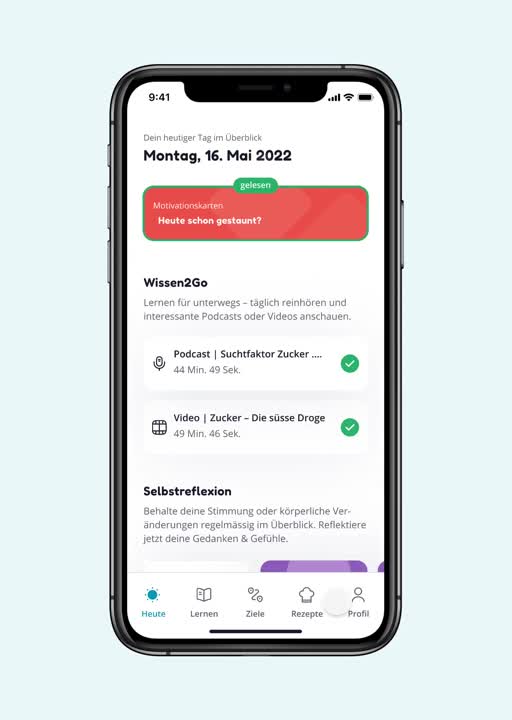 9:41
Dein heutiger Tag im Überblick
Montag, 16. Mai 2022
gelesen
Motivationskarten
Heute schon gestaunt?
Wissen2Go
Lernen für unterwegs – täglich reinhören und
interessante Podcasts oder Videos anschauen.
Podcast | Suchtfaktor Zucker ....
44 Min. 49 Sek.
Video | Zucker – Die süsse Droge
49 Min. 46 Sek.
Selbstreflexion
Behalte deine Stimmung oder körperliche Ver-
änderungen regelmässig im Überblick. Reflektiere
jetzt deine Gedanken & Gefühle.
Heute Lernen Ziele Rezepte Profil